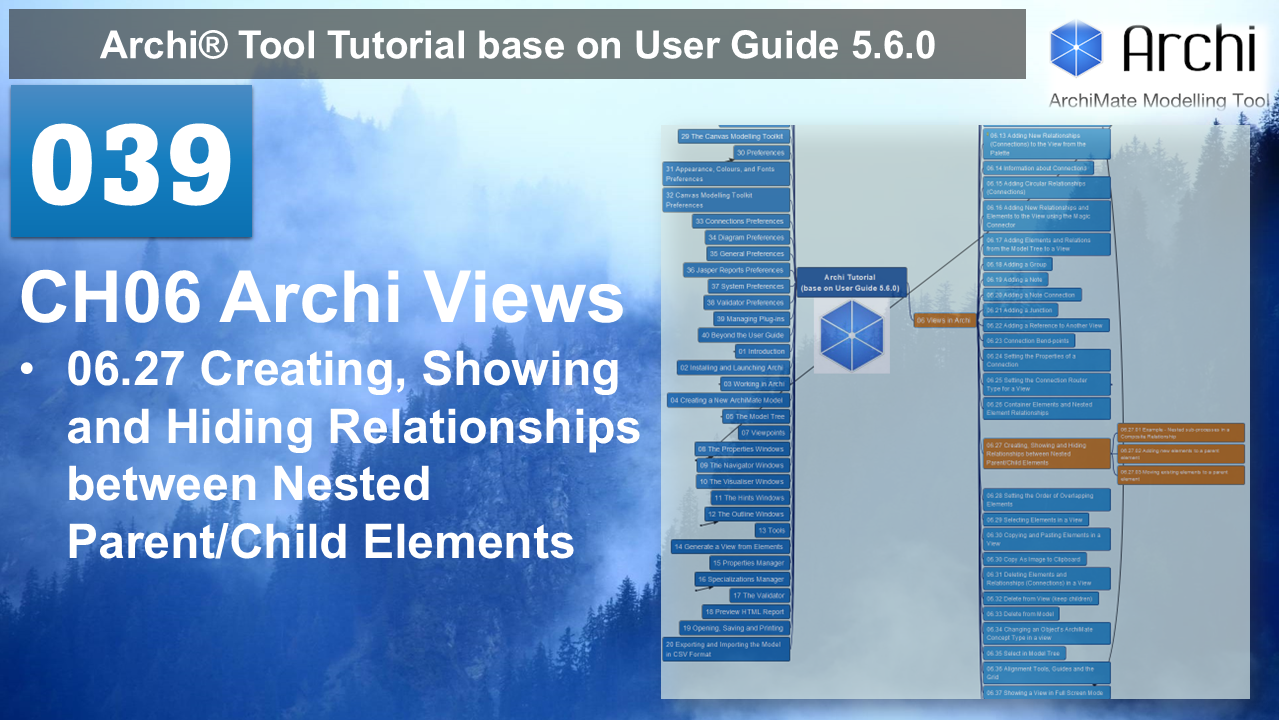 Archi® Tool Tutorial base on User Guide 5.6.0
Archi
ArchiMate Modelling Tool
039
CH06 Archi Views
• 06.27 Creating, Showing
and Hiding Relationships
between Nested
Parent/Child Elements
29 The Canvas Modelling Toolkit
30 Preferences
31 Appearance, Colours, and Fonts
Preferences
32 Canvas Modelling Toolkit
Preferences
33 Connections Preferences
34 Diagram Preferences
35 General Preferences
36 Jasper Reports Preferences
37 System Preferences
38 Validator Preferences
39 Managing Plug-ins
40 Beyond the User Guide
01 Introduction
02 Installing and Launching Archi
03 Working in Archi
04 Creating a New ArchiMate Model
05 The Model Tree
07 Viewpoints
08 The Properties Windows
09 The Navigator Windows
10 The Visualiser Windows
11 The Hints Windows
12 The Outline Windows
13 Tools
14 Generate a View from Elements
15 Properties Manager
16 Specializations Manager
17 The Validator
18 Preview HTML Report
19 Opening, Saving and Printing
20 Exporting and Importing the Model
in CSV Format
Archi Tutorial
(base on User Guide 5.6.0)
06 Views in Archi
06.13 Adding New Relationships
(Connections) to the View from the
Palette
06.14 Information about Connections
06.15 Adding Circular Relationships
(Connections)
06.16 Adding New Relationships and
Elements to the View using the Magic
Connector
06.17 Adding Elements and Relations
from the Model Tree to a View
06.18 Adding a Group
06.19 Adding a Note
06.20 Adding a Note Connection
06.21 Adding a Junction
06.22 Adding a Reference to Another View
06.23 Connection Bend-points
06.24 Setting the Properties of a
Connection
06.25 Setting the Connection Router
Type for a View
06.26 Container Elements and Nested
Element Relationships
06.27 Creating, Showing and Hiding
Relationships between Nested
Parent/Child Elements
06.27.01 Example - Nested sub-processes in a
Composite Relationship
06.27.02 Adding new elements to a parent
element
06.27.03 Moving existing elements to a parent
element
06.28 Setting the Order of Overlapping
Elements
06.29 Selecting Elements in a View
06.30 Copying and Pasting Elements in a
View
06.30 Copy As Image to Clipboard
06.31 Deleting Elements and
Relationships (Connections) in a View
06.32 Delete from View (keep children)
06.33 Delete from Model
06.34 Changing an Object's ArchiMate
Concept Type in a view
06.35 Select in Model Tree
06.36 Alignment Tools, Guides and the
Grid
06.37 Showing a View in Full Screen Mode